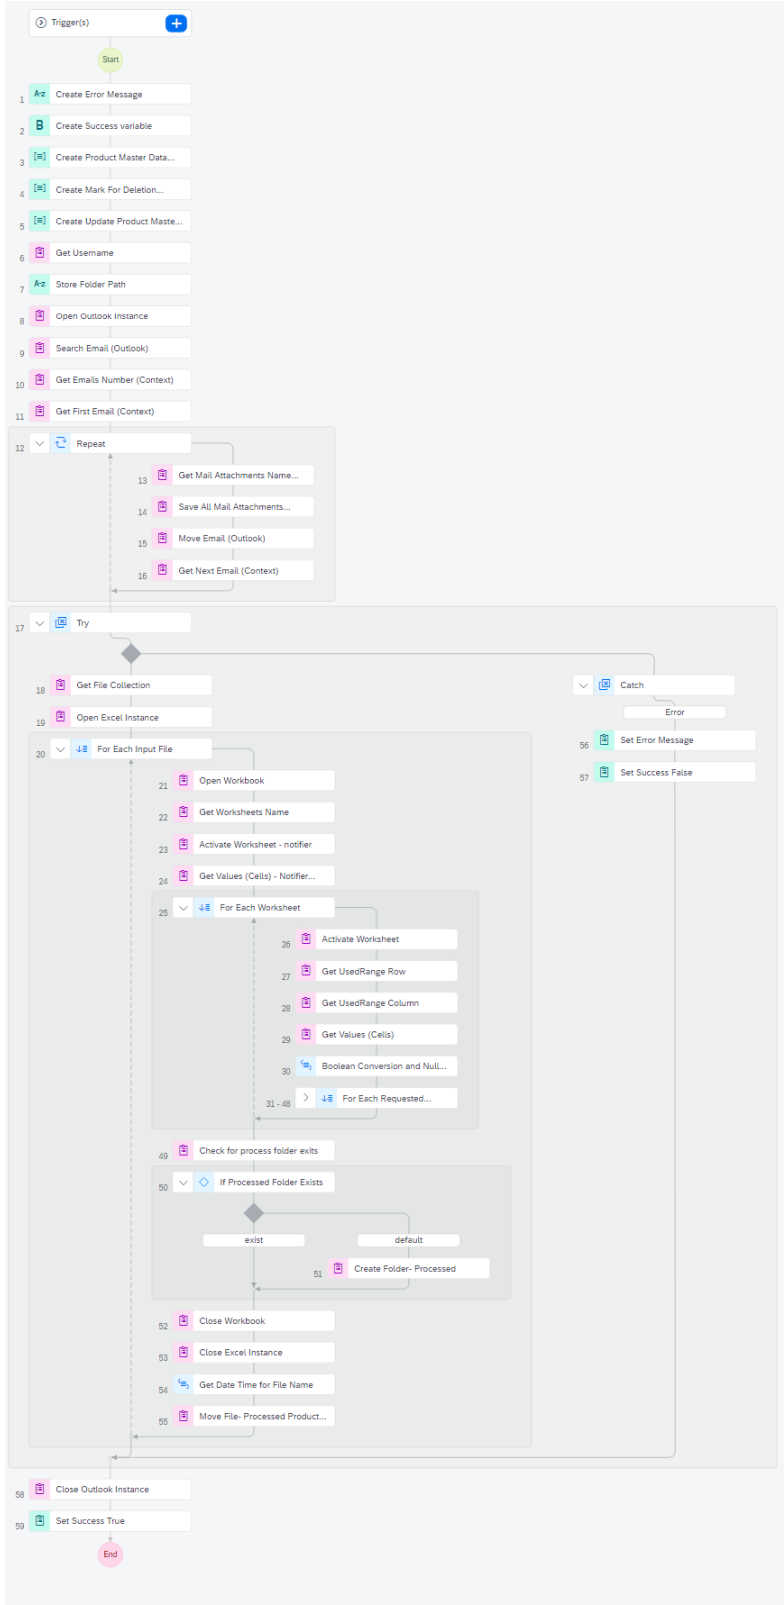 Trigger(s)
Start
1 A-z Create Error Message
2 B Create Success variable
3 Create Product Master Data...
4 Create Mark For Deletion...
5 Create Update Product Maste...
6 Get Username
7 A-z Store Folder Path
8 Open Outlook Instance
9 Search Email (Outlook)
10 Get Emails Number (Context)
11 Get First Email (Context)
12 Repeat
13 Get Mail Attachments Name...
14 Save All Mail Attachments...
15 Move Email (Outlook)
16 Get Next Email (Context)
17 Try
18 Get File Collection
19 Open Excel Instance
20 For Each Input File
21 Open Workbook
22 Get Worksheets Name
23 Activate Worksheet - notifier
24 Get Values (Cells) - Notifier...
25 For Each Worksheet
26 Activate Worksheet
27 Get UsedRange Row
28 Get UsedRange Column
29 Get Values (Cells)
30 Boolean Conversion and Null...
31 - 48 For Each Requested...
49 Check for process folder exits
50 If Processed Folder Exists
exist
default
51 Create Folder- Processed
52 Close Workbook
53 Close Excel Instance
54 Get Date Time for File Name
55 Move File- Processed Product...
Catch
Error
56 Set Error Message
57 Set Success False
58 Close Outlook Instance
59 Set Success True
End